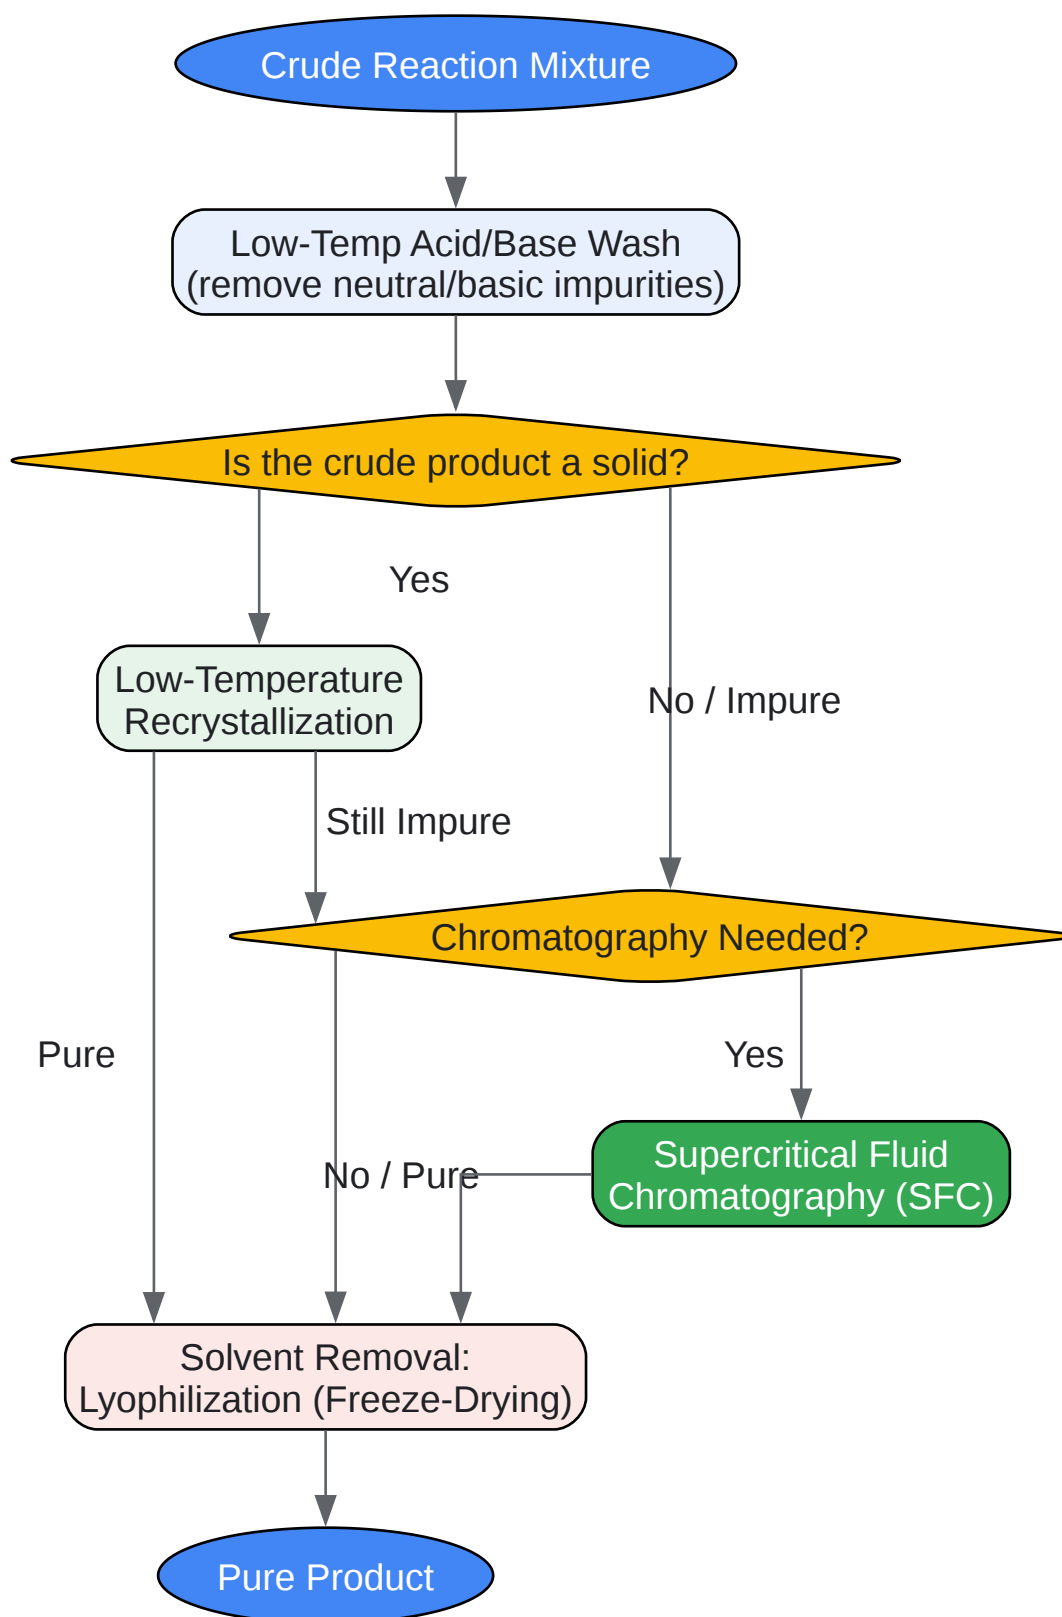 Crude Reaction Mixture
Low-Temp Acid/Base Wash
(remove neutral/basic impurities)
Is the crude product a solid?
Yes
Low-Temperature
Recrystallization
No / Impure
Still Impure
Chromatography Needed?
Pure
Yes
No / Pure
Supercritical Fluid
Chromatography (SFC)
Solvent Removal:
Lyophilization (Freeze-Drying)
Pure Product